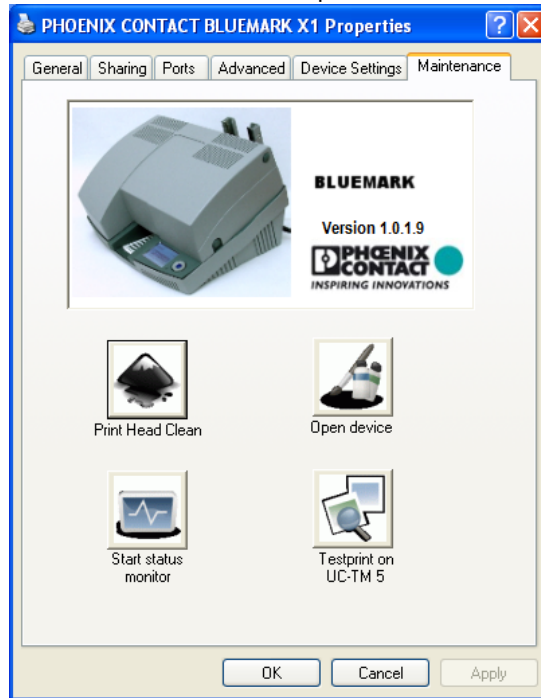 PHOENIX CONTACT BLUEMARK X1 Properties
General Sharing Ports Advanced Device Settings Maintenance
BLUEMARK
Version 1.0.1.9
PHŒNIX
CONTACT
INSPIRING INNOVATIONS
Print Head Clean
Open device
Start status
monitor
Testprint on
UC-TM 5
OK Cancel Apply